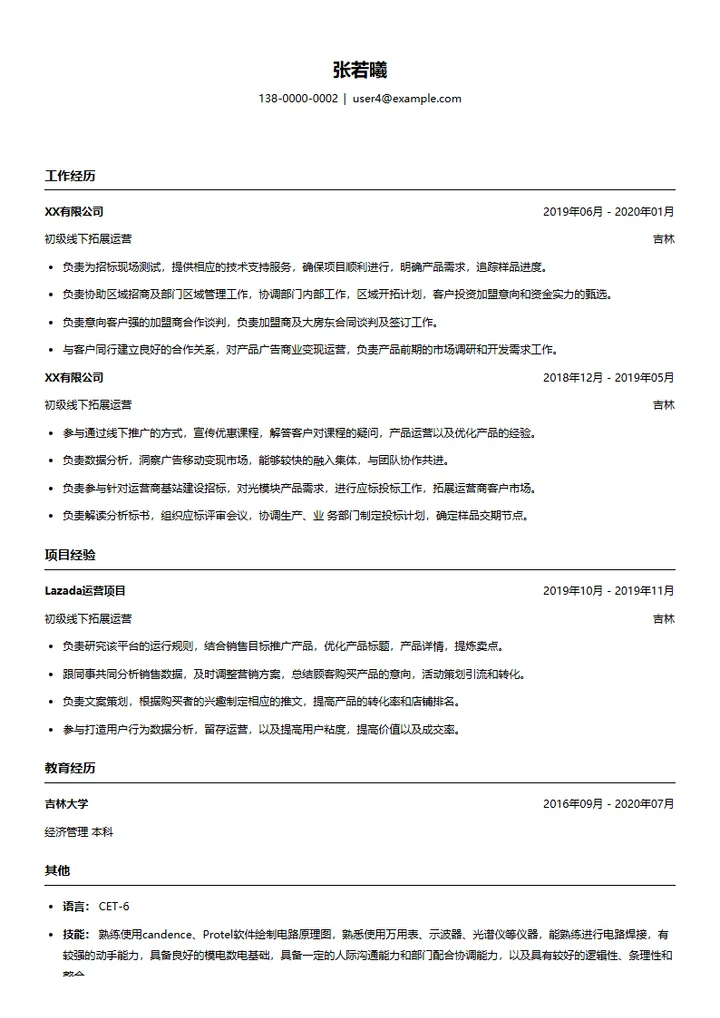 张若曦
138-0000-0002 | user4@example.com
工作经历
XX有限公司 2019年06月 - 2020年01月
初级线下拓展运营 吉林
• 负责为招标现场测试，提供相应的技术支持服务，确保项目顺利进行，明确产品需求，追踪样品进度。
• 负责协助区域招商及部门区域管理工作，协调部门内部工作，区域开拓计划，客户投资加盟意向和资金实力的甄选。
• 负责意向客户强的加盟商合作谈判，负责加盟商及大房东合同谈判及签订工作。
• 与客户同行建立良好的合作关系，对产品广告商业变现运营，负责产品前期的市场调研和开发需求工作。
XX有限公司 2018年12月 - 2019年05月
初级线下拓展运营 吉林
• 参与通过线下推广的方式，宣传优惠课程，解答客户对课程的疑问，产品运营以及优化产品的经验。
• 负责数据分析，洞察广告移动变现市场，能够较快的融入集体，与团队协作共进。
• 负责参与针对运营商基站建设招标，对光模块产品需求，进行应标投标工作，拓展运营商客户市场。
• 负责解读分析标书，组织应标评审会议，协调生产、业 务部门制定投标计划，确定样品交期节点。
项目经验
Lazada运营项目 2019年10月 - 2019年11月
初级线下拓展运营 吉林
• 负责研究该平台的运行规则，结合销售目标推广产品，优化产品标题，产品详情，提炼卖点。
• 跟同事共同分析销售数据，及时调整营销方案，总结顾客购买产品的意向，活动策划引流和转化。
• 负责文案策划，根据购买者的兴趣制定相应的推文，提高产品的转化率和店铺排名。
• 参与打造用户行为数据分析，留存运营，以及提高用户粘度，提高价值以及成交率。
教育经历
吉林大学 2016年09月 - 2020年07月
经济管理 本科
其他
• 语言： CET-6
• 技能： 熟练使用candence、Protel软件绘制电路原理图，熟悉使用万用表、示波器、光谱仪等仪器，能熟练进行电路焊接，有
较强的动手能力，具备良好的模电数电基础，具备一定的人际沟通能力和部门配合协调能力，以及具有较好的逻辑性、条理性和